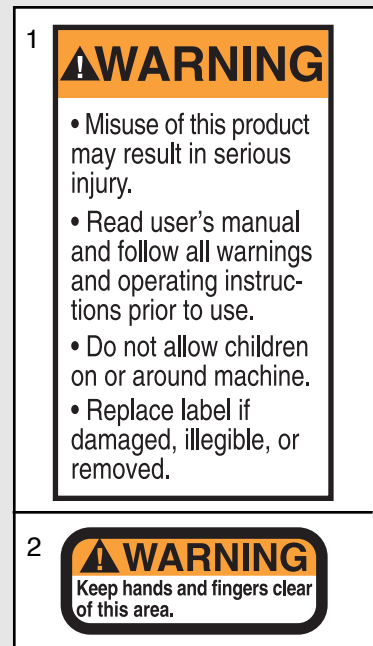 1
WARNING
• Misuse of this product
may result in serious
injury.
• Read user's manual
and follow all warnings
and operating instruc-
tions prior to use.
• Do not allow children
on or around machine.
• Replace label if
damaged, illegible, or
removed.
2
WARNING
Keep hands and fingers clear
of this area.